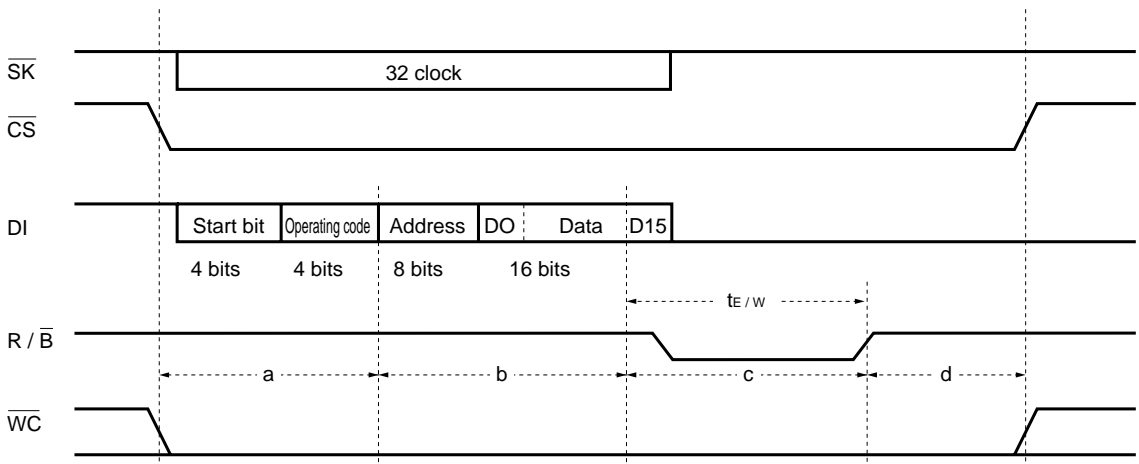 SK
32 clock
CS
DI
Start bit Operating code Address DO Data D15
4 bits 4 bits 8 bits 16 bits
tE / W
R / B
a b c d
WC